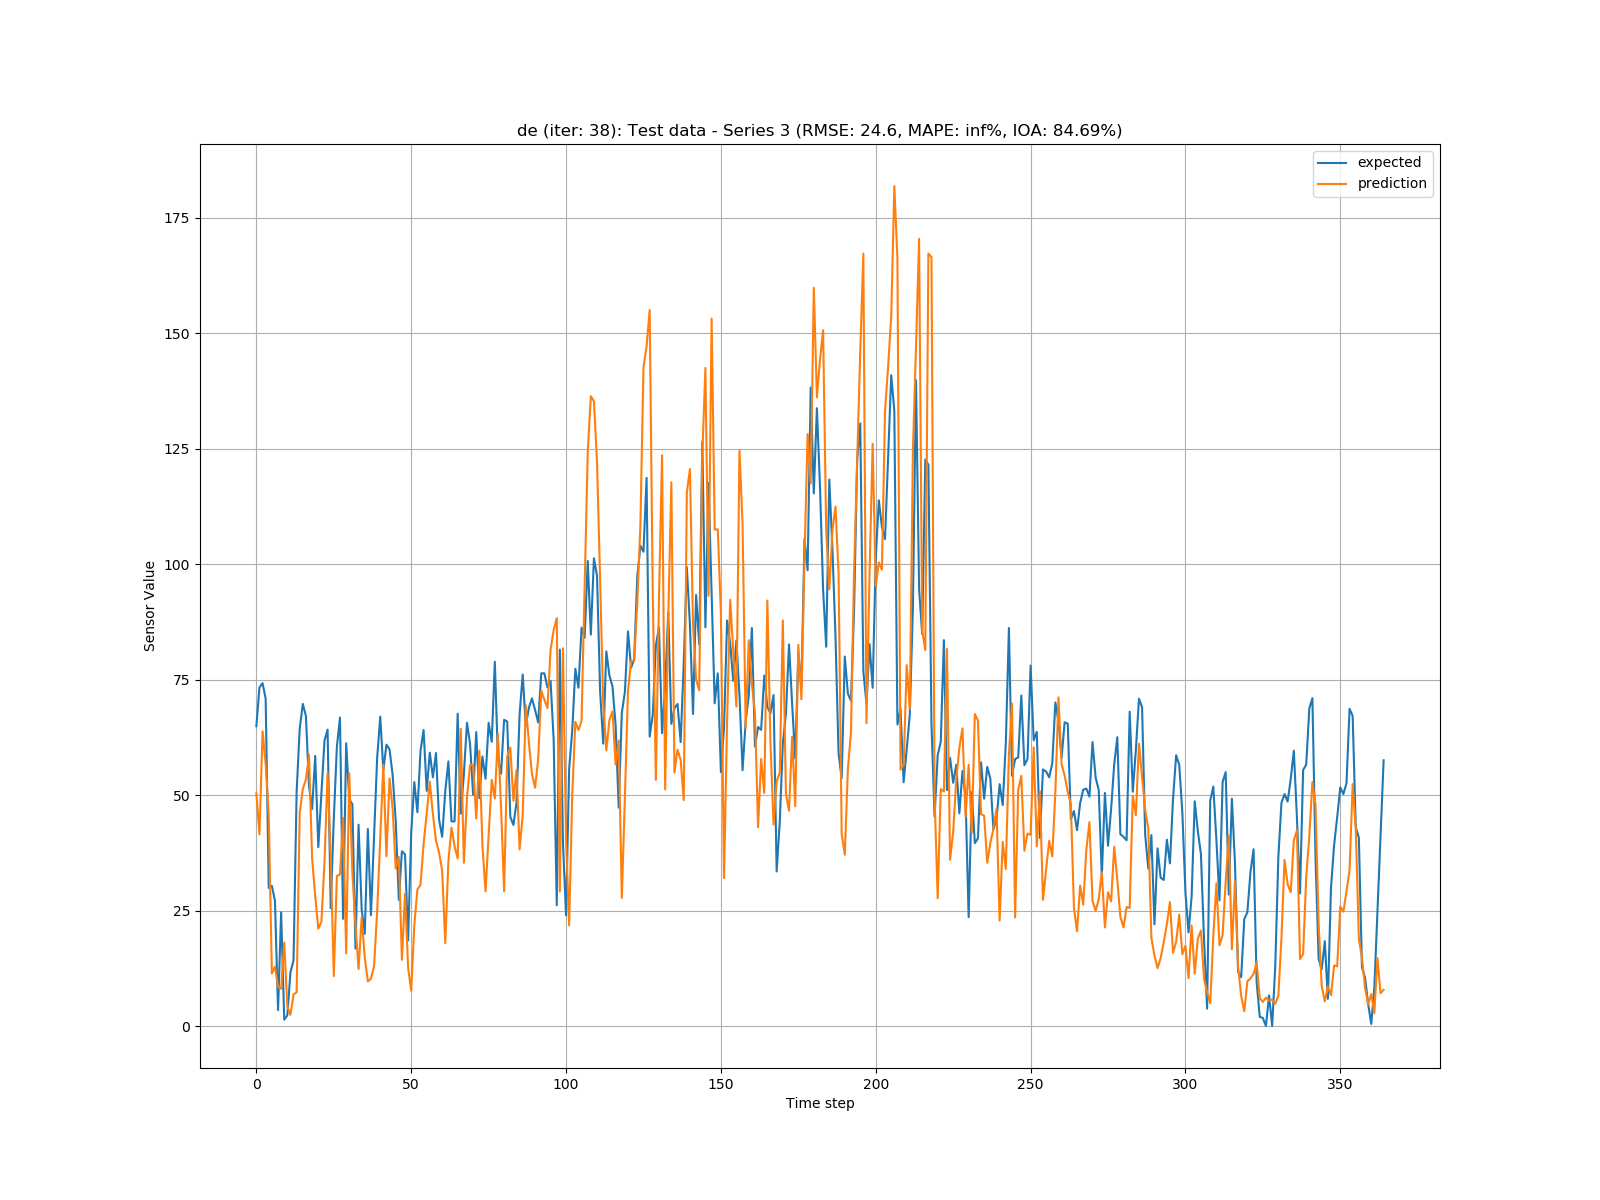 de (iter: 38): Test data - Series 3 (RMSE: 24.6, MAPE: inf%, IOA: 84.69%)
expected
prediction
175
150
125
100
75
50
25
0
Sensor Value
0 50 100 150 200 250 300 350
Time step